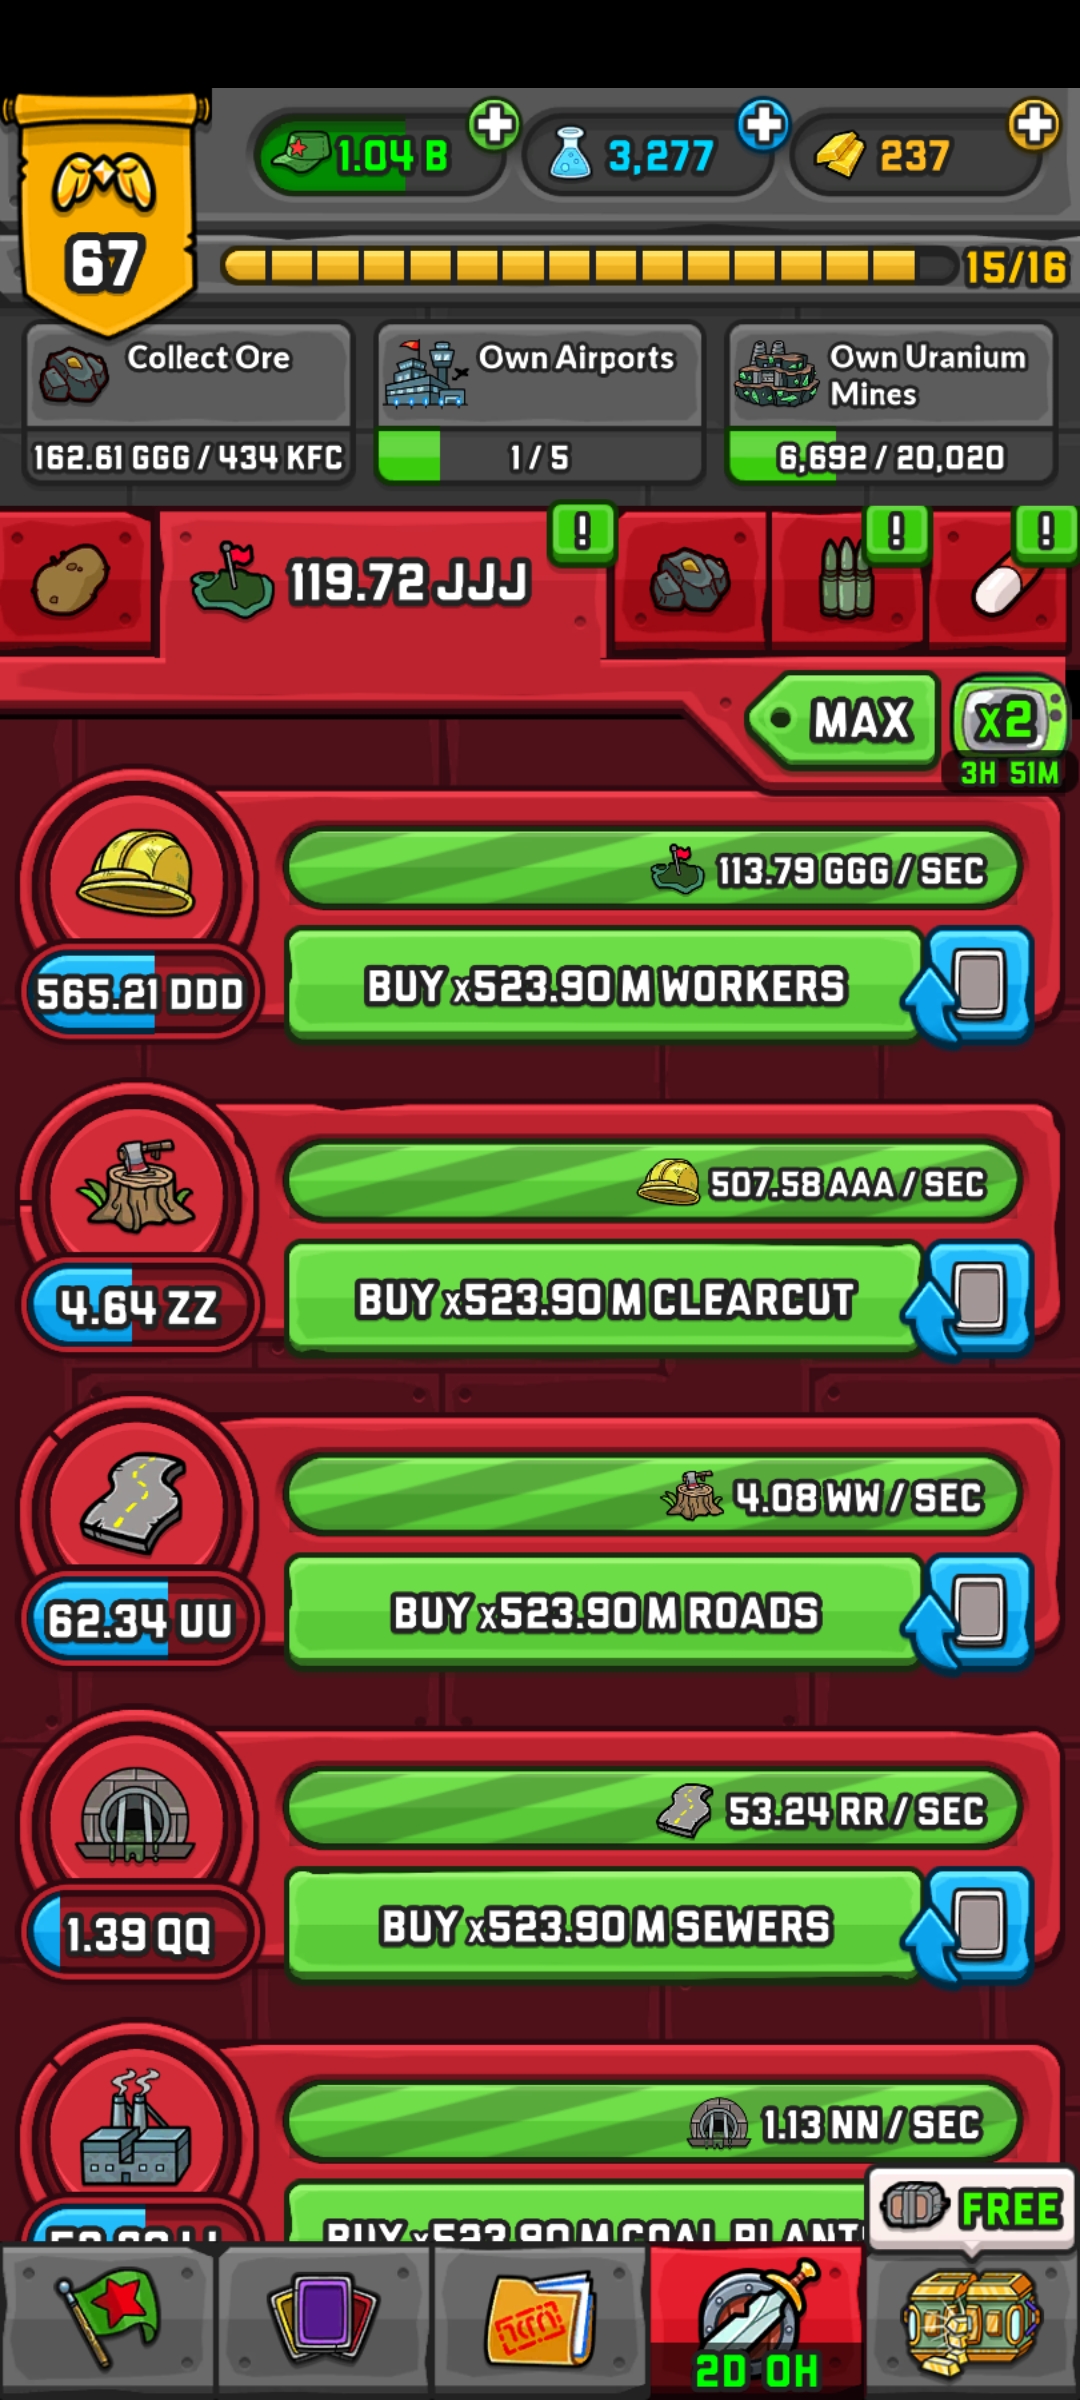 1.04 B
3,277
237
67
15/16
Collect Ore
162.61 GGG / 434 KFC
Own Airports
1 / 5
Own Uranium
Mines
6,692 / 20,020
!
!
!
119.72 JJJ
MAX
x2
3H 51M
113.79 GGG / SEC
565.21 DDD
BUY x523.90 M WORKERS
507.58 AAA / SEC
4.64 ZZ
BUY x523.90 M CLEARCUT
4.08 WW / SEC
62.34 UU
BUY x523.90 M ROADS
53.24 RR / SEC
1.39 QQ
BUY x523.90 M SEWERS
1.13 NN / SEC
BUY x523.90 M COAL PLANT
FREE
2D 0H